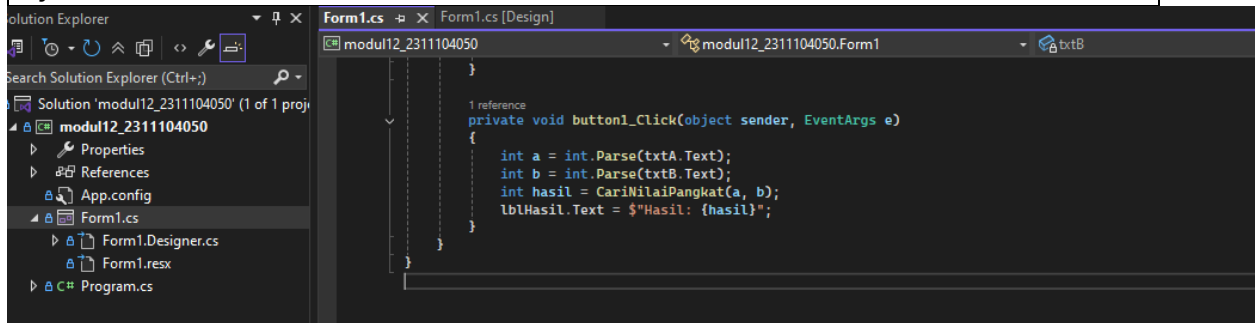 Solution Explorer
Search Solution Explorer (Ctrl+;)
Solution 'modul12_2311104050' (1 of 1 proj
modul12_2311104050
Properties
References
App.config
Form1.cs
Form1.Designer.cs
Form1.resx
C# Program.cs
Form1.cs Form1.cs [Design]
C# modul12_2311104050 modul12_2311104050.Form1 txtB
}
1 reference
private void button1_Click(object sender, EventArgs e)
{
int a = int.Parse(txtA.Text);
int b = int.Parse(txtB.Text);
int hasil = CariNilaiPangkat(a, b);
lblHasil.Text = $"Hasil: {hasil}";
}
}
}